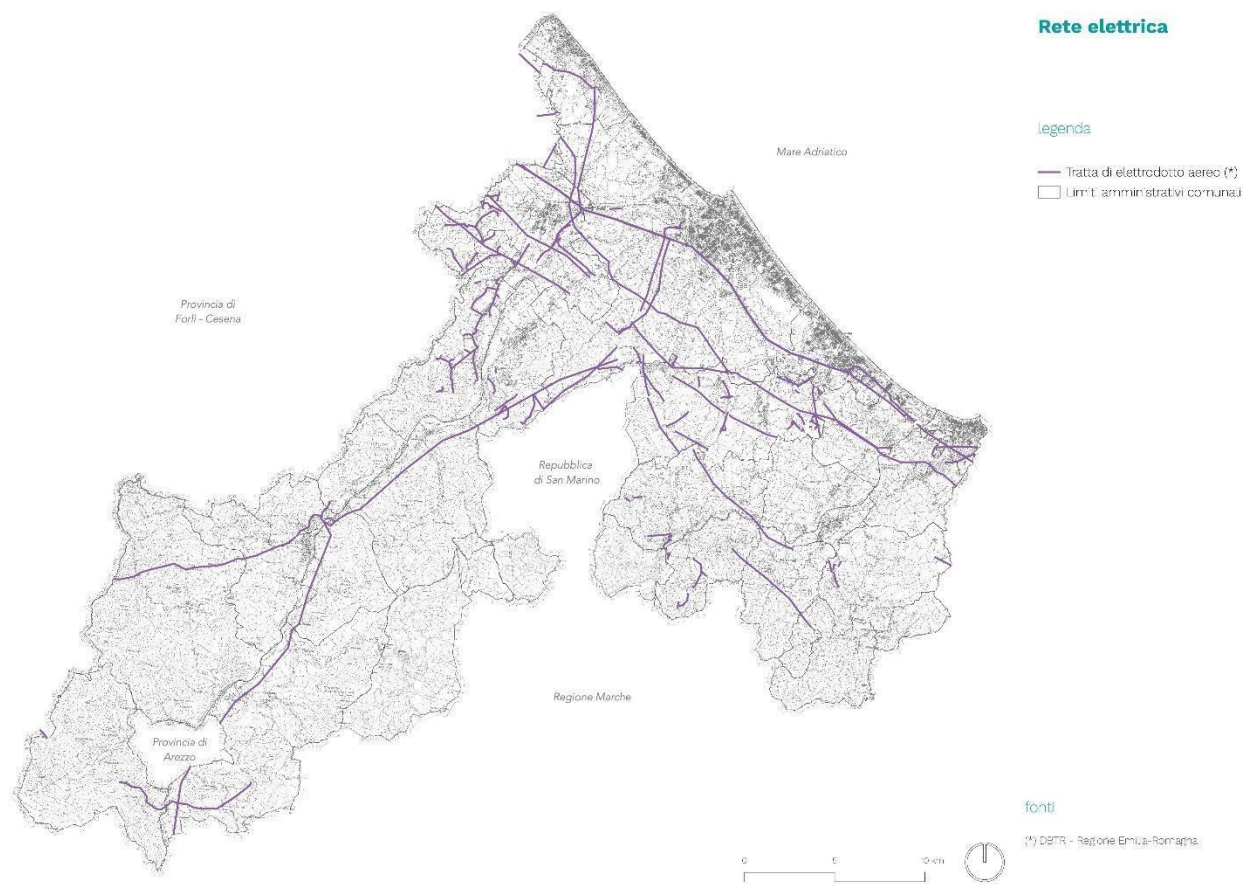 Rete elettrica
legenda
Tratta di elettrodotto aereo (*)
Limiti amministrativi comunali
Mare Adriatico
Provincia di
Forlì - Cesena
Repubblica
di San Marino
Regione Marche
Provincia di
Arezzo
fonti
(*) DBTR - Regione Emilia-Romagna
0 5 10 km